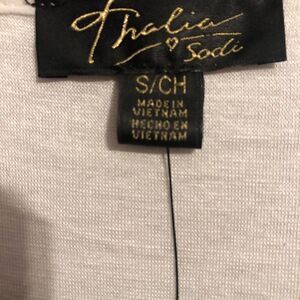 Thalia
Sodi
S/CH
MADE IN
VIETNAM
HECHO EN
VIETNAM